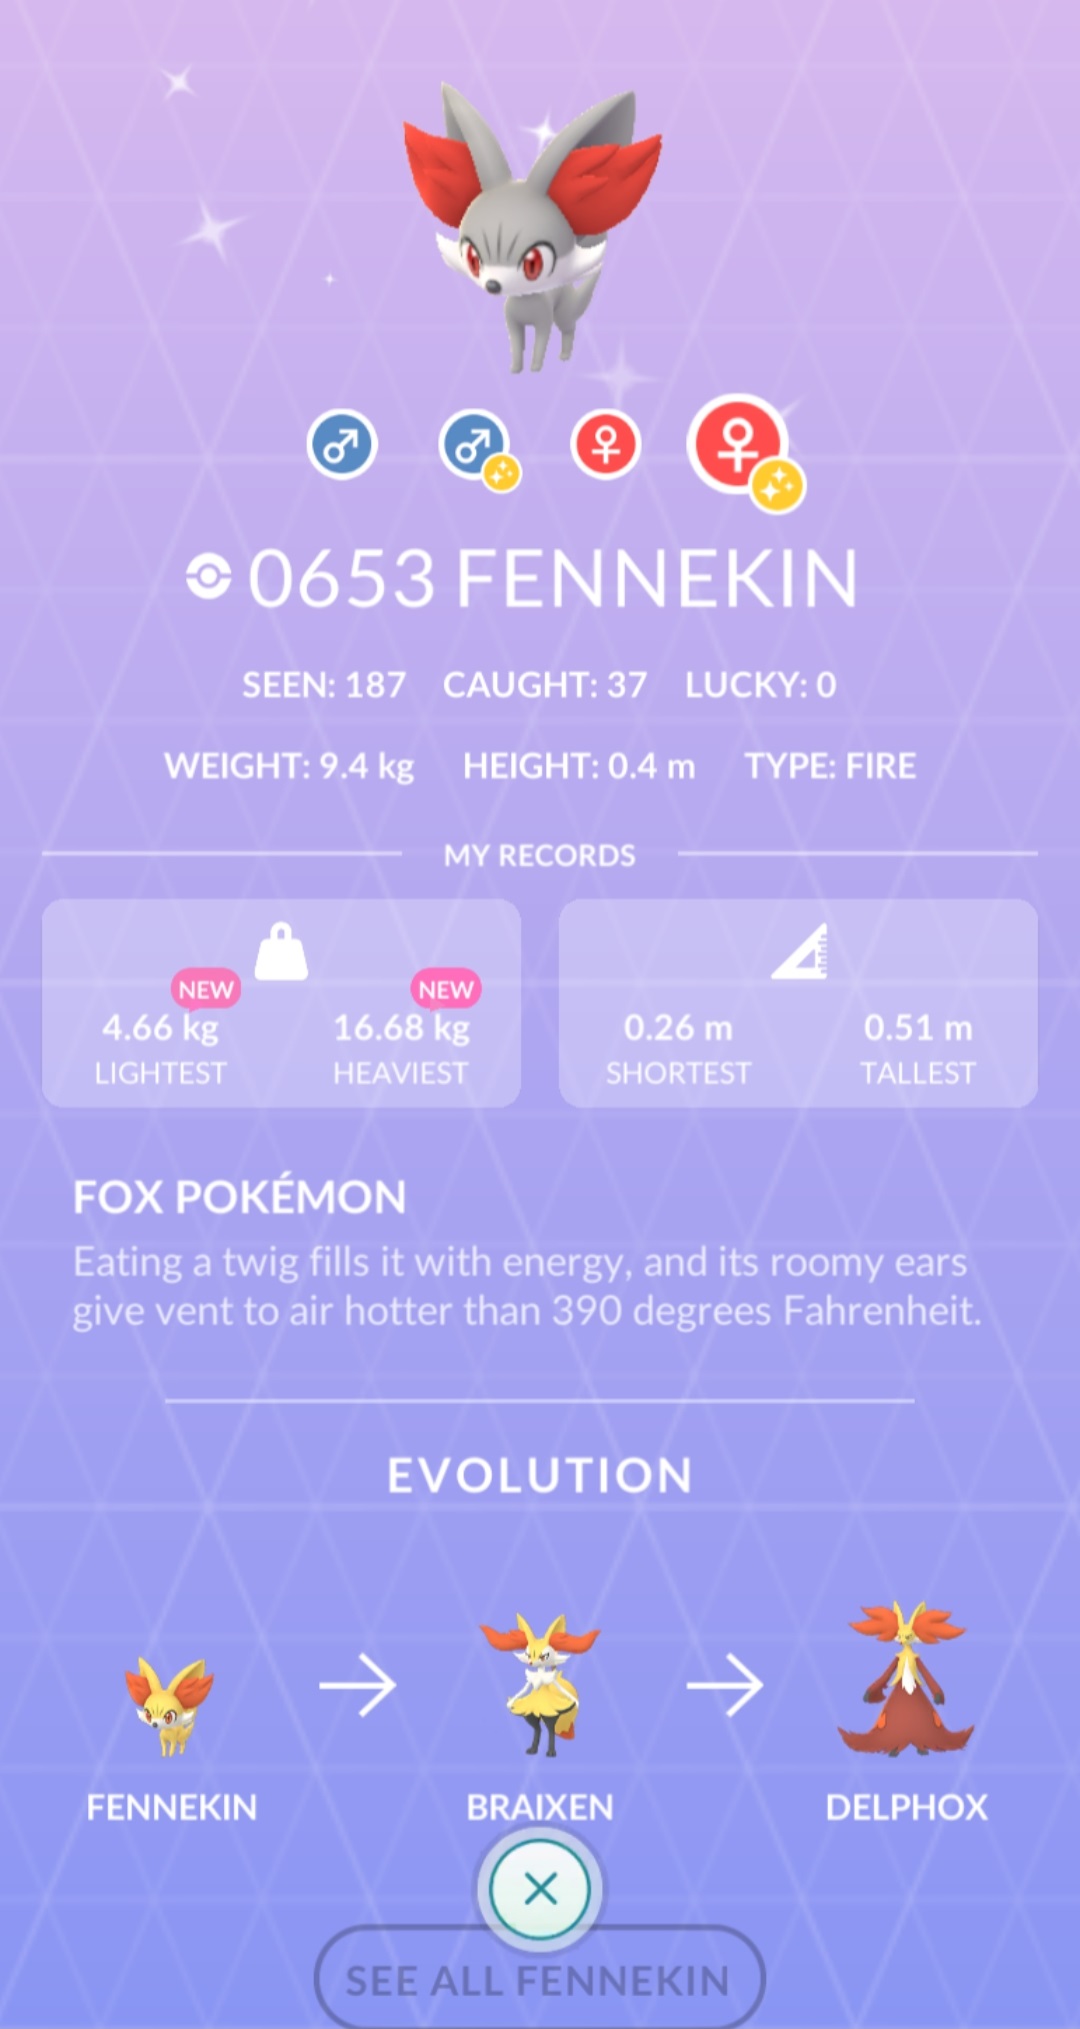 0653 FENNEKIN
SEEN: 187 CAUGHT: 37 LUCKY: 0
WEIGHT: 9.4 kg HEIGHT: 0.4 m TYPE: FIRE
MY RECORDS
NEW NEW
4.66 kg 16.68 kg 0.26 m 0.51 m
LIGHTEST HEAVIEST SHORTEST TALLEST
FOX POKÉMON
Eating a twig fills it with energy, and its roomy ears
give vent to air hotter than 390 degrees Fahrenheit.
EVOLUTION
FENNEKIN BRAIXEN DELPHOX
SEE ALL FENNEKIN